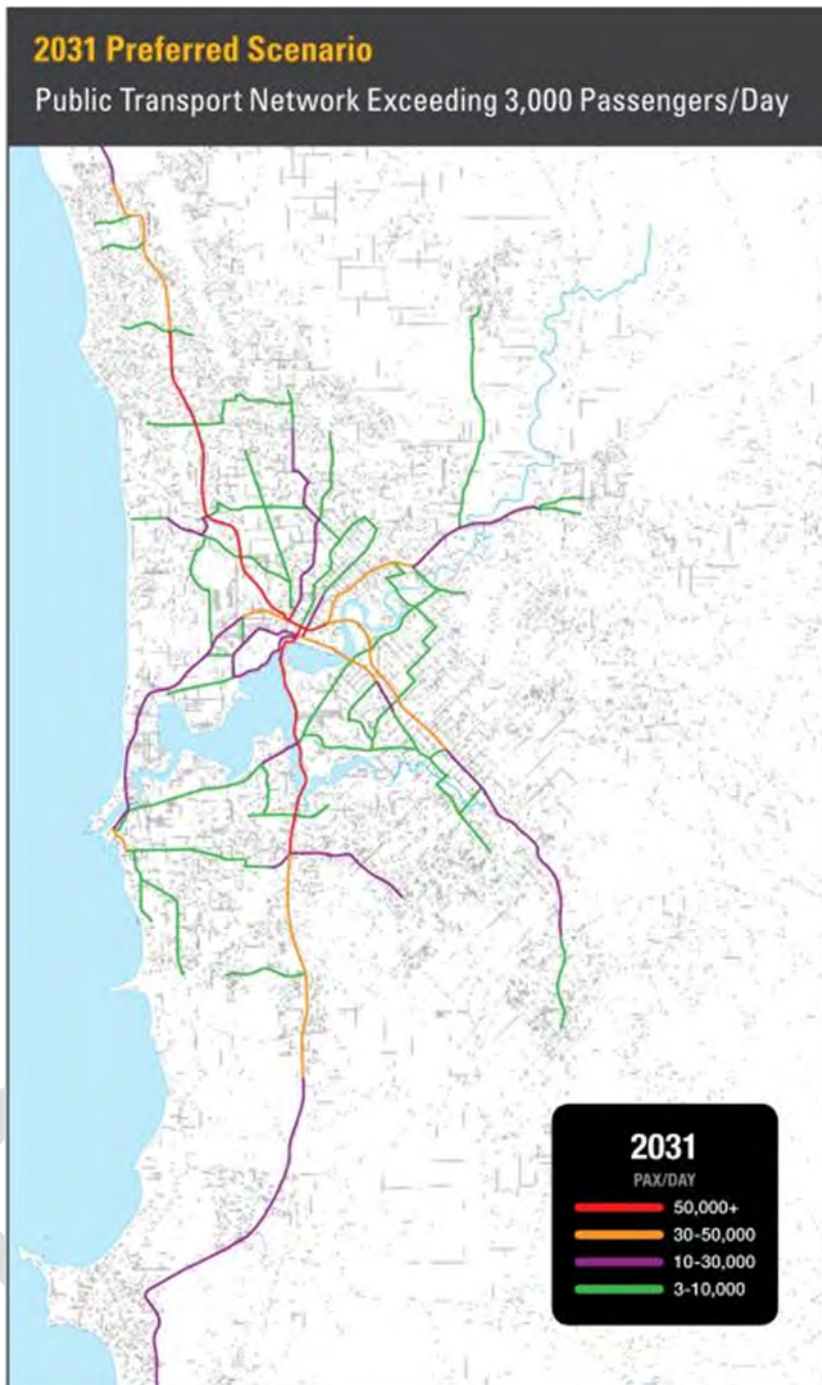 2031 Preferred Scenario
Public Transport Network Exceeding 3,000 Passengers/Day
2031
PAX/DAY
50,000+
30-50,000
10-30,000
3-10,000